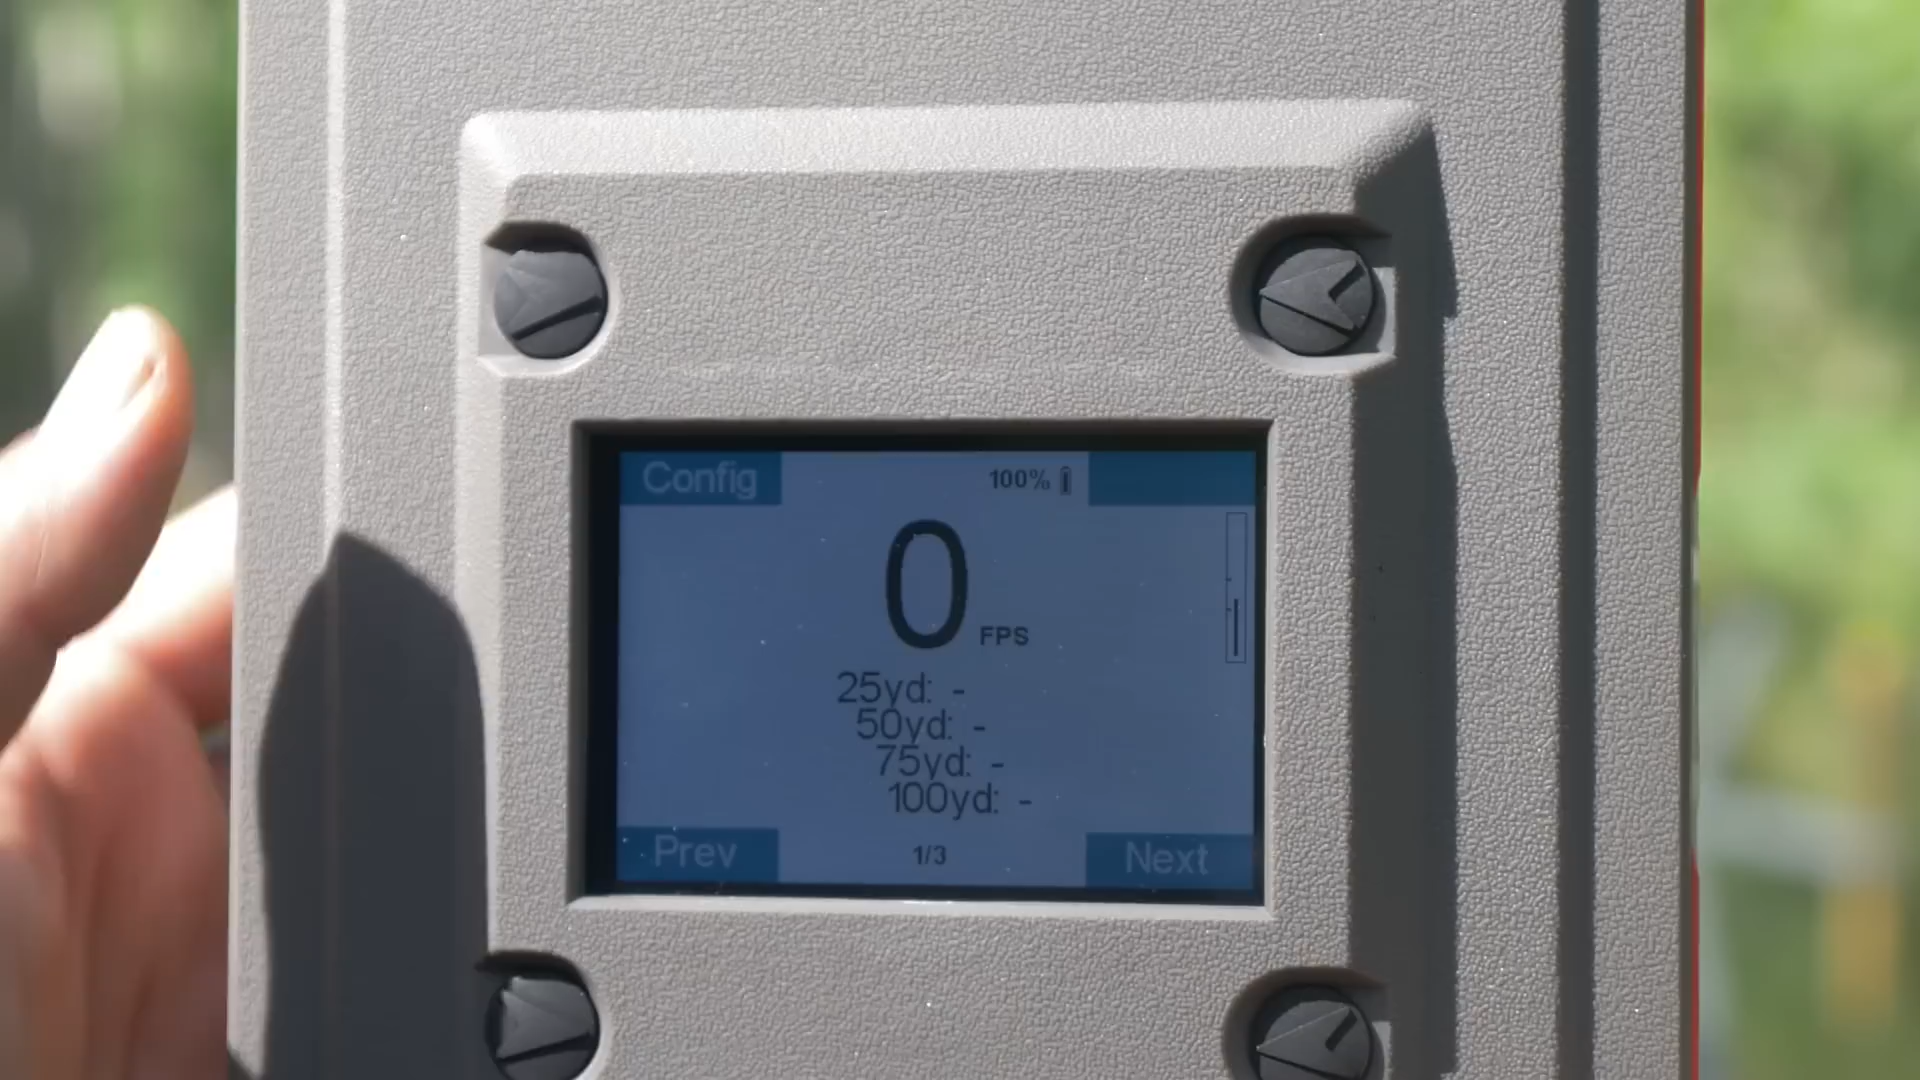 Config
100%
0 FPS
25yd: -
50yd: -
75yd: -
100yd: -
Prev
1/3
Next